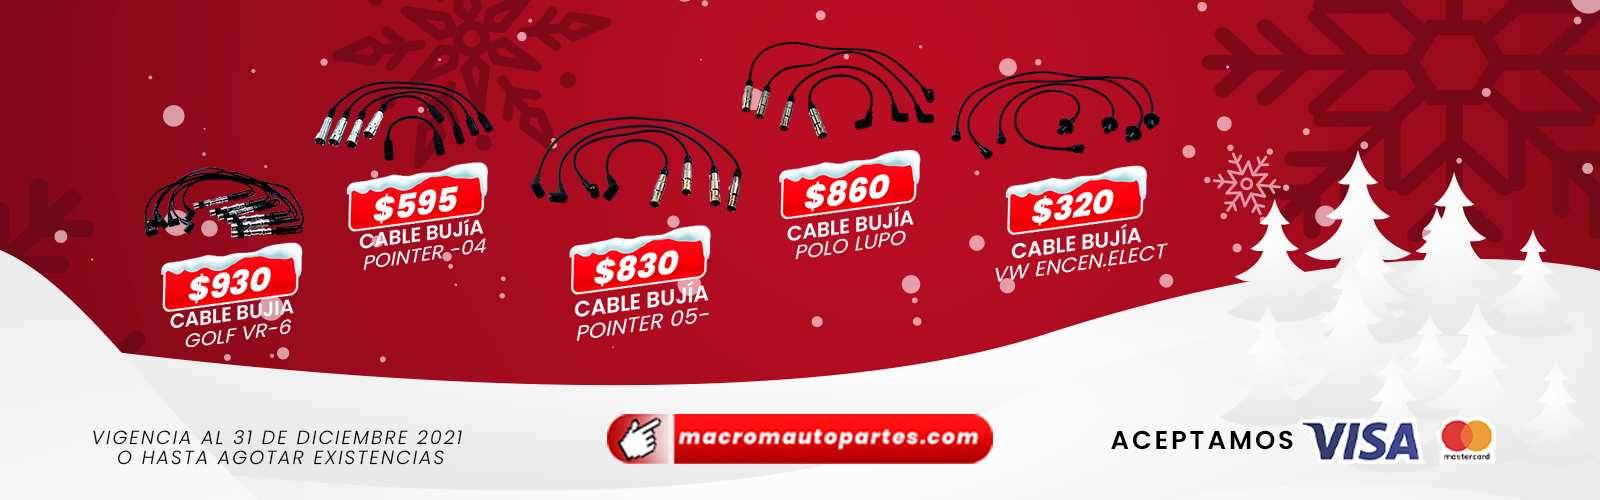 $930
CABLE BUJÍA
GOLF VR-6
$595
CABLE BUJÍA
POINTER -04
$830
CABLE BUJÍA
POINTER 05-
$860
CABLE BUJÍA
POLO LUPO
$320
CABLE BUJÍA
VW ENCEN.ELECT
VIGENCIA AL 31 DE DICIEMBRE 2021
O HASTA AGOTAR EXISTENCIAS
macromautopartes.com
ACEPTAMOS VISA mastercard